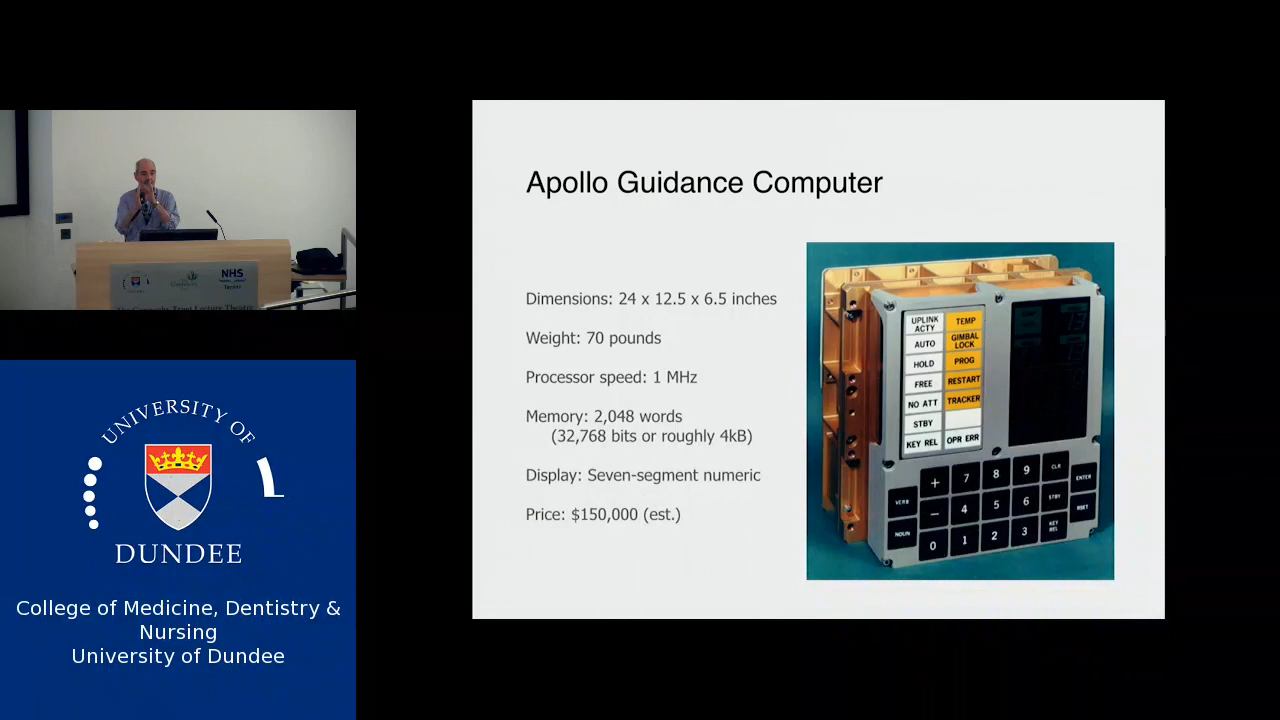 Apollo Guidance Computer
Dimensions: 24 x 12.5 x 6.5 inches
Weight: 70 pounds
Processor speed: 1 MHz
Memory: 2,048 words
(32,768 bits or roughly 4kB)
Display: Seven-segment numeric
Price: $150,000 (est.)
UPLINK ACTY
TEMP
AUTO
GIMBAL LOCK
HOLD
PROG
FREE
RESTART
NO ATT
TRACKER
STBY
KEY REL
OPR ERR
VERB
NOUN
+ 7 8 9
CLR
ENTER
- 4 5 6
STBY
RSET
0 1 2 3
KEY REL
NHS
UNIVERSITY OF
DUNDEE
College of Medicine, Dentistry &
Nursing
University of Dundee